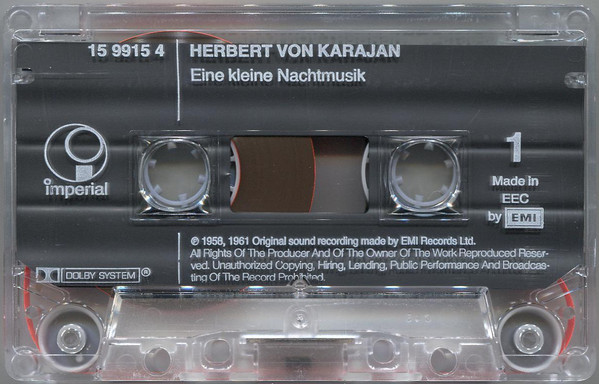 15 9915 4
HERBERT VON KARAJAN
Eine kleine Nachtmusik
imperial
1
Made in
EEC
by EMI
℗ 1958, 1961 Original sound recording made by EMI Records Ltd.
All Rights Of The Producer And Of The Owner Of The Work Reproduced Reser-
ved. Unauthorized Copying, Hiring, Lending, Public Performance And Broadcas-
ting Of The Record Prohibited.
DOLBY SYSTEM ®